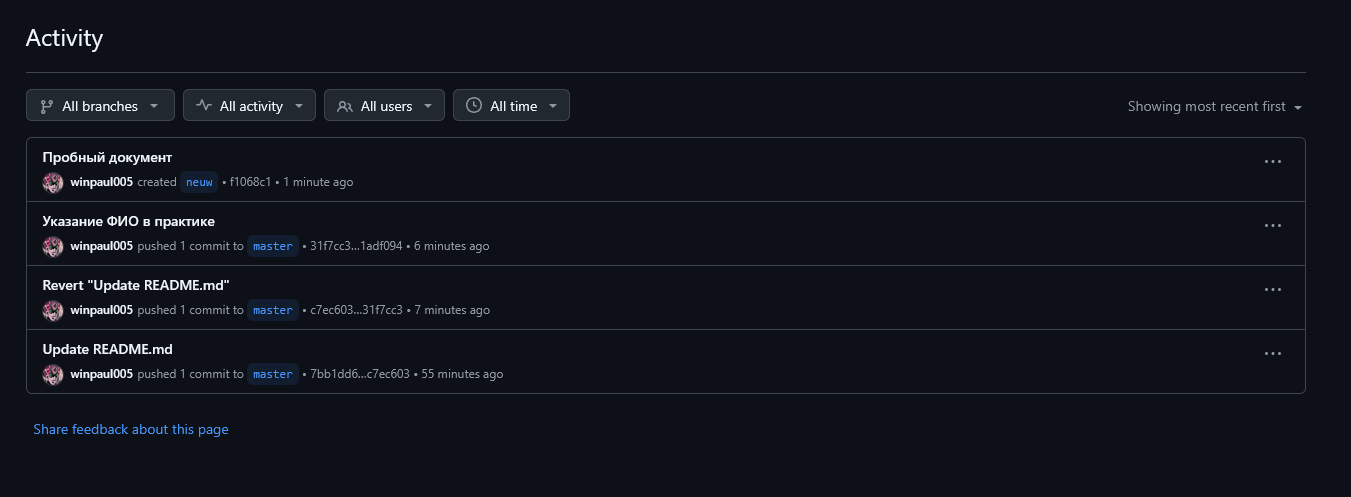 Activity
All branches All activity All users All time Showing most recent first
Пробный документ
winpaul005 created neuw • f1068c1 • 1 minute ago
Указание ФИО в практике
winpaul005 pushed 1 commit to master • 31f7cc3...1adf094 • 6 minutes ago
Revert "Update README.md"
winpaul005 pushed 1 commit to master • c7ec603...31f7cc3 • 7 minutes ago
Update README.md
winpaul005 pushed 1 commit to master • 7bb1dd6...c7ec603 • 55 minutes ago
Share feedback about this page